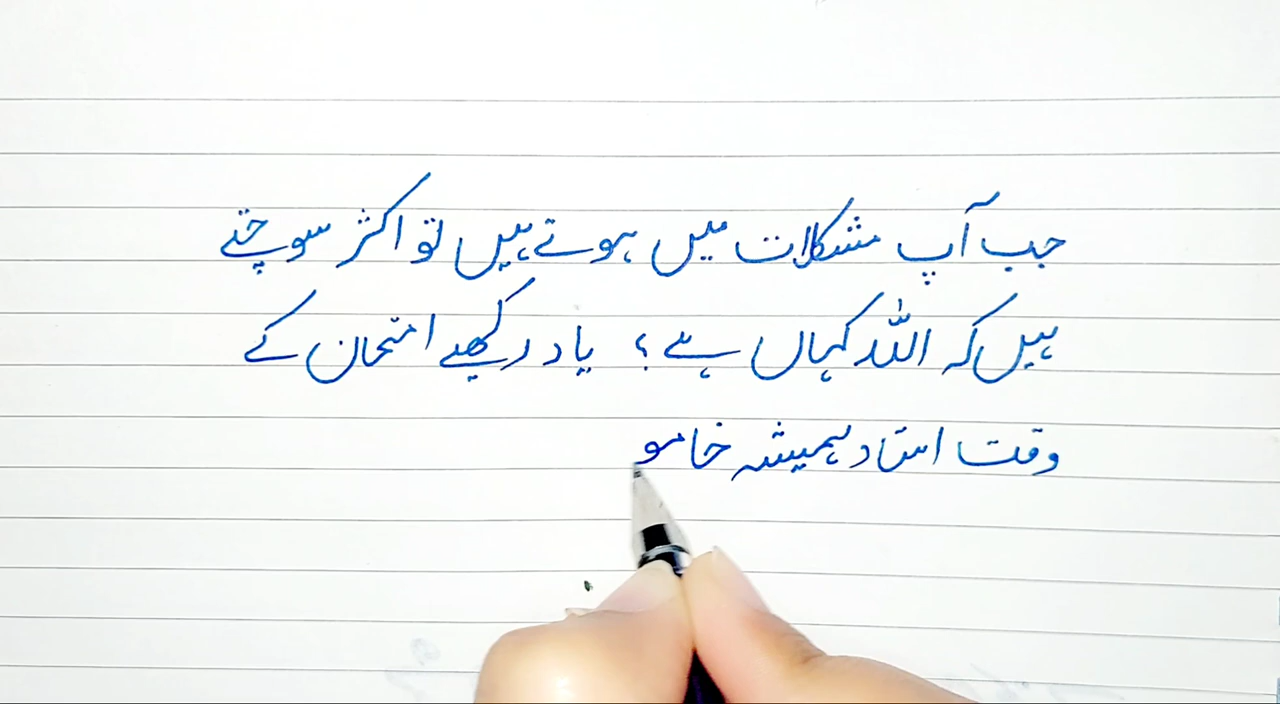 جب آپ مشکلات میں ہوتے ہیں تو اکثر سوچتے
ہیں کہ اللہ کہاں ہے ؟ یاد رکھیے امتحان کے
وقت استاد ہمیشہ خامو